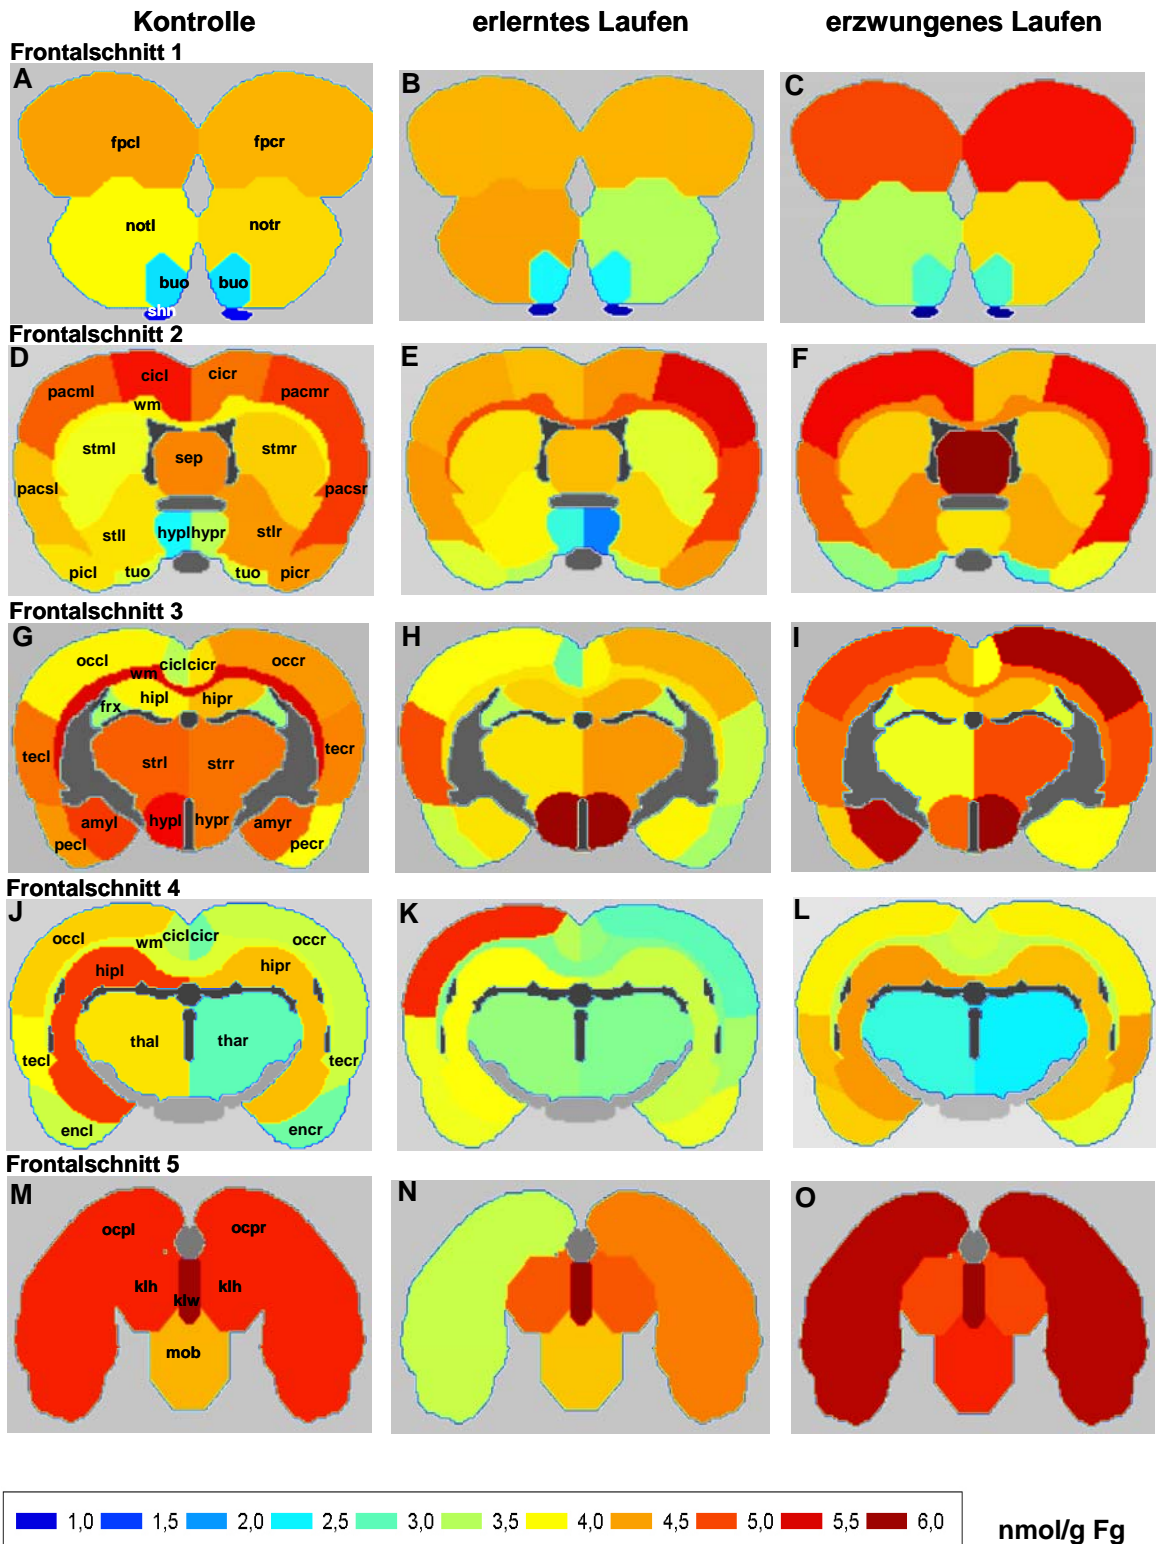 Kontrolle erlerntes Laufen erzwungenes Laufen
Frontalschnitt 1
A B C
fpcl fpcr
notl notr
buo buo
shn
Frontalschnitt 2
D E F
cicl cicr
pacml pacmr
wm
stml sep stmr
pacsl pacsr
stll hypl hypr stlr
picl tuo tuo picr
Frontalschnitt 3
G H I
occl wm cicl cicr occr
frx hipl hipr
tecl strl strr tecr
amyl hypl hypr amyr
pecl pecr
Frontalschnitt 4
J K L
occl wm cicl cicr occr
hipl hipr
thal thar
tecl tecr
encl encr
Frontalschnitt 5
M N O
ocpl ocpr
klh klw klh
mob
1,0 1,5 2,0 2,5 3,0 3,5 4,0 4,5 5,0 5,5 6,0 nmol/g Fg